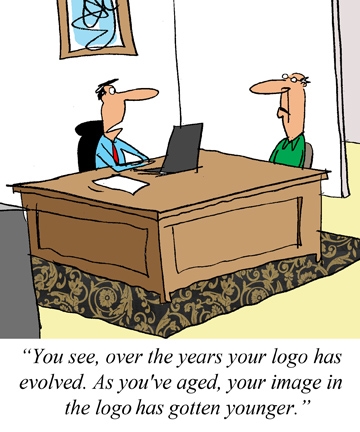 “You see, over the years your logo has
evolved. As you've aged, your image in
the logo has gotten younger.”